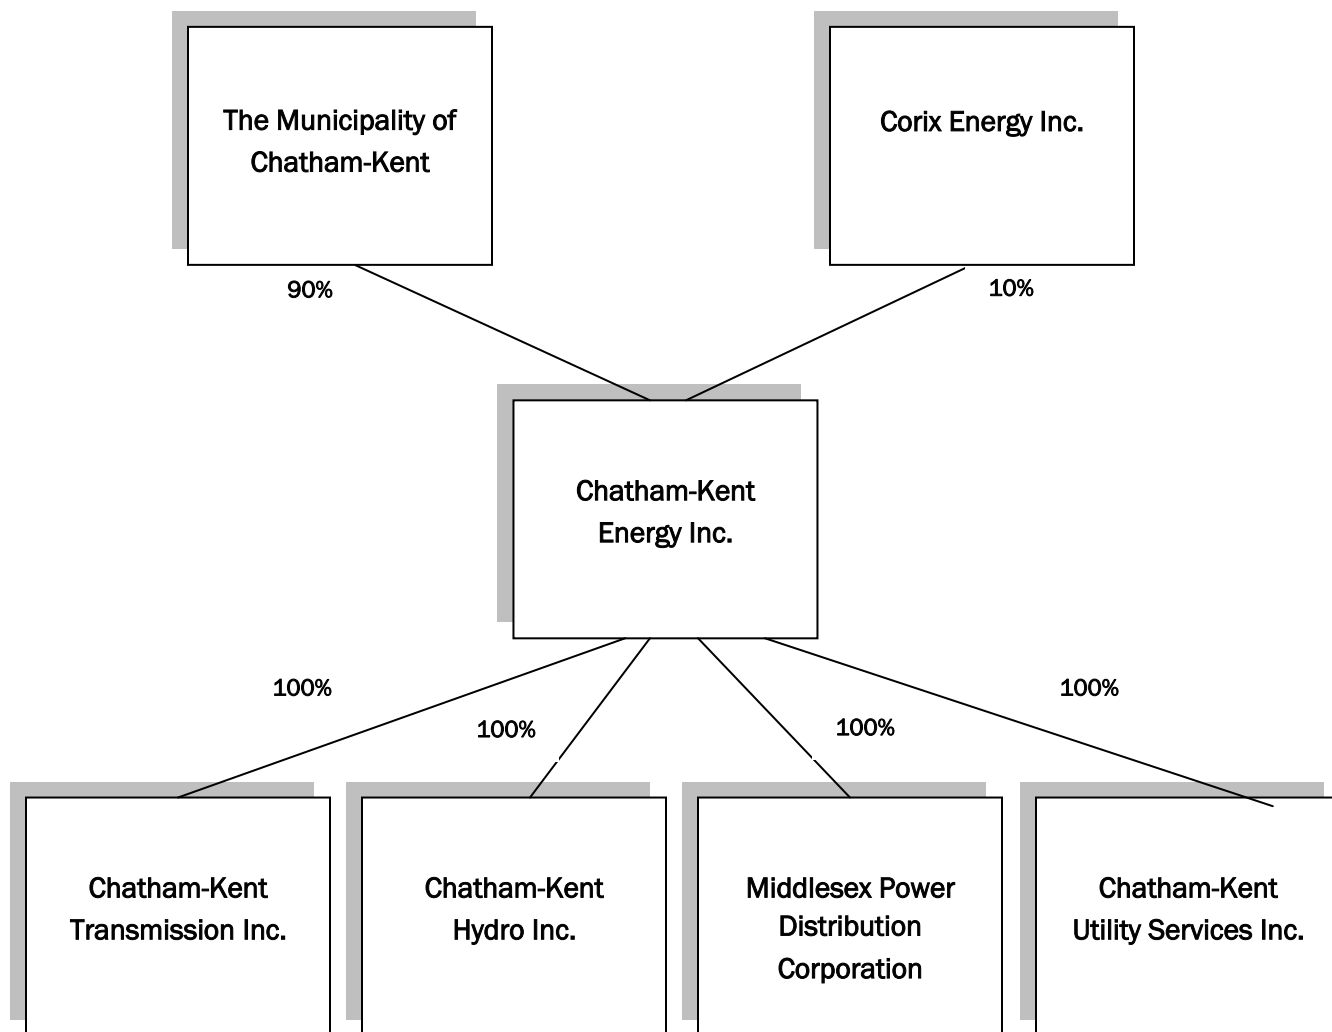 The Municipality of
Chatham-Kent
Corix Energy Inc.
90%
10%
Chatham-Kent
Energy Inc.
100%
100%
100%
100%
Chatham-Kent
Transmission Inc.
Chatham-Kent
Hydro Inc.
Middlesex Power
Distribution
Corporation
Chatham-Kent
Utility Services Inc.